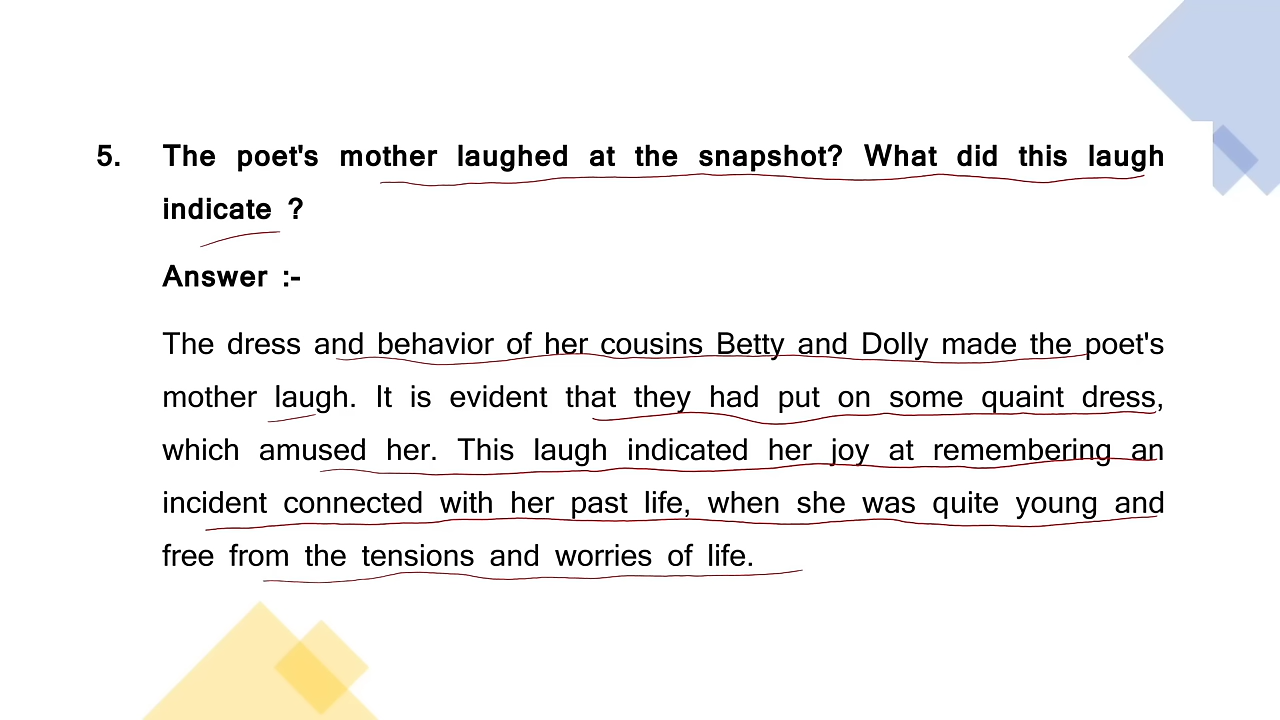 5. The poet's mother laughed at the snapshot? What did this laugh
indicate ?
Answer :-
The dress and behavior of her cousins Betty and Dolly made the poet's
mother laugh. It is evident that they had put on some quaint dress,
which amused her. This laugh indicated her joy at remembering an
incident connected with her past life, when she was quite young and
free from the tensions and worries of life.